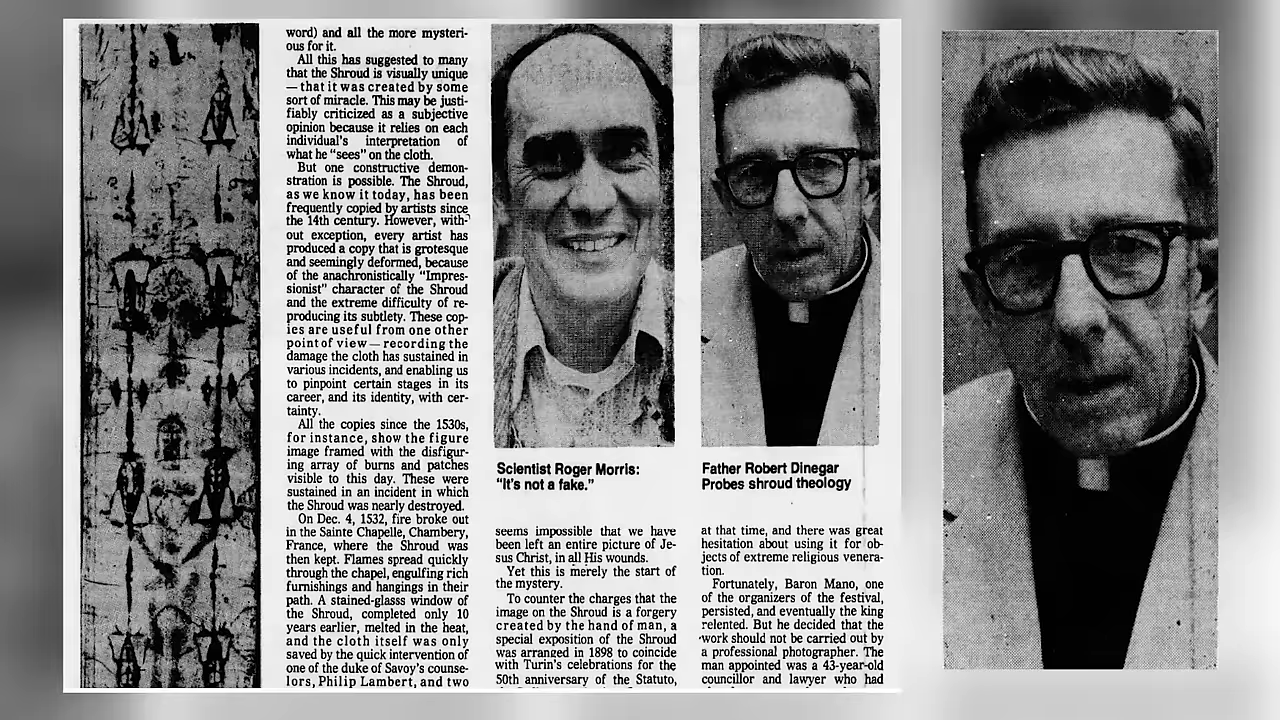 word) and all the more mysteri-
ous for it.
All this has suggested to many
that the Shroud is visually unique
— that it was created by some
sort of miracle. This may be justi-
fiably criticized as a subjective
opinion because it relies on each
individual's interpretation of
what he "sees" on the cloth.
But one constructive demon-
stration is possible. The Shroud,
as we know it today, has been
frequently copied by artists since
the 14th century. However, with-
out exception, every artist has
produced a copy that is grotesque
and seemingly deformed, because
of the anachronistically "Impres-
sionist" character of the Shroud
and the extreme difficulty of re-
producing its subtlety. These cop-
ies are useful from one other
point of view — recording the
damage the cloth has sustained in
various incidents, and enabling us
to pinpoint certain stages in its
career, and its identity, with cer-
tainty.
All the copies since the 1530s,
for instance, show the figure
image framed with the disfigur-
ing array of burns and patches
visible to this day. These were
sustained in an incident in which
the Shroud was nearly destroyed.
On Dec. 4, 1532, fire broke out
in the Sainte Chapelle, Chambery,
France, where the Shroud was
then kept. Flames spread quickly
through the chapel, engulfing rich
furnishings and hangings in their
path. A stained-glass window of
the Shroud, completed only 10
years earlier, melted in the heat,
and the cloth itself was only
saved by the quick intervention of
one of the duke of Savoy's counse-
lors, Philip Lambert, and two
Scientist Roger Morris:
"It's not a fake."
seems impossible that we have
been left an entire picture of Je-
sus Christ, in all His wounds.
Yet this is merely the start of
the mystery.
To counter the charges that the
image on the Shroud is a forgery
created by the hand of man, a
special exposition of the Shroud
was arranged in 1898 to coincide
with Turin's celebrations for the
50th anniversary of the Statuto,
Father Robert Dinegar
Probes shroud theology
at that time, and there was great
hesitation about using it for ob-
jects of extreme religious venera-
tion.
Fortunately, Baron Mano, one
of the organizers of the festival,
persisted, and eventually the king
relented. But he decided that the
work should not be carried out by
a professional photographer. The
man appointed was a 43-year-old
councillor and lawyer who had